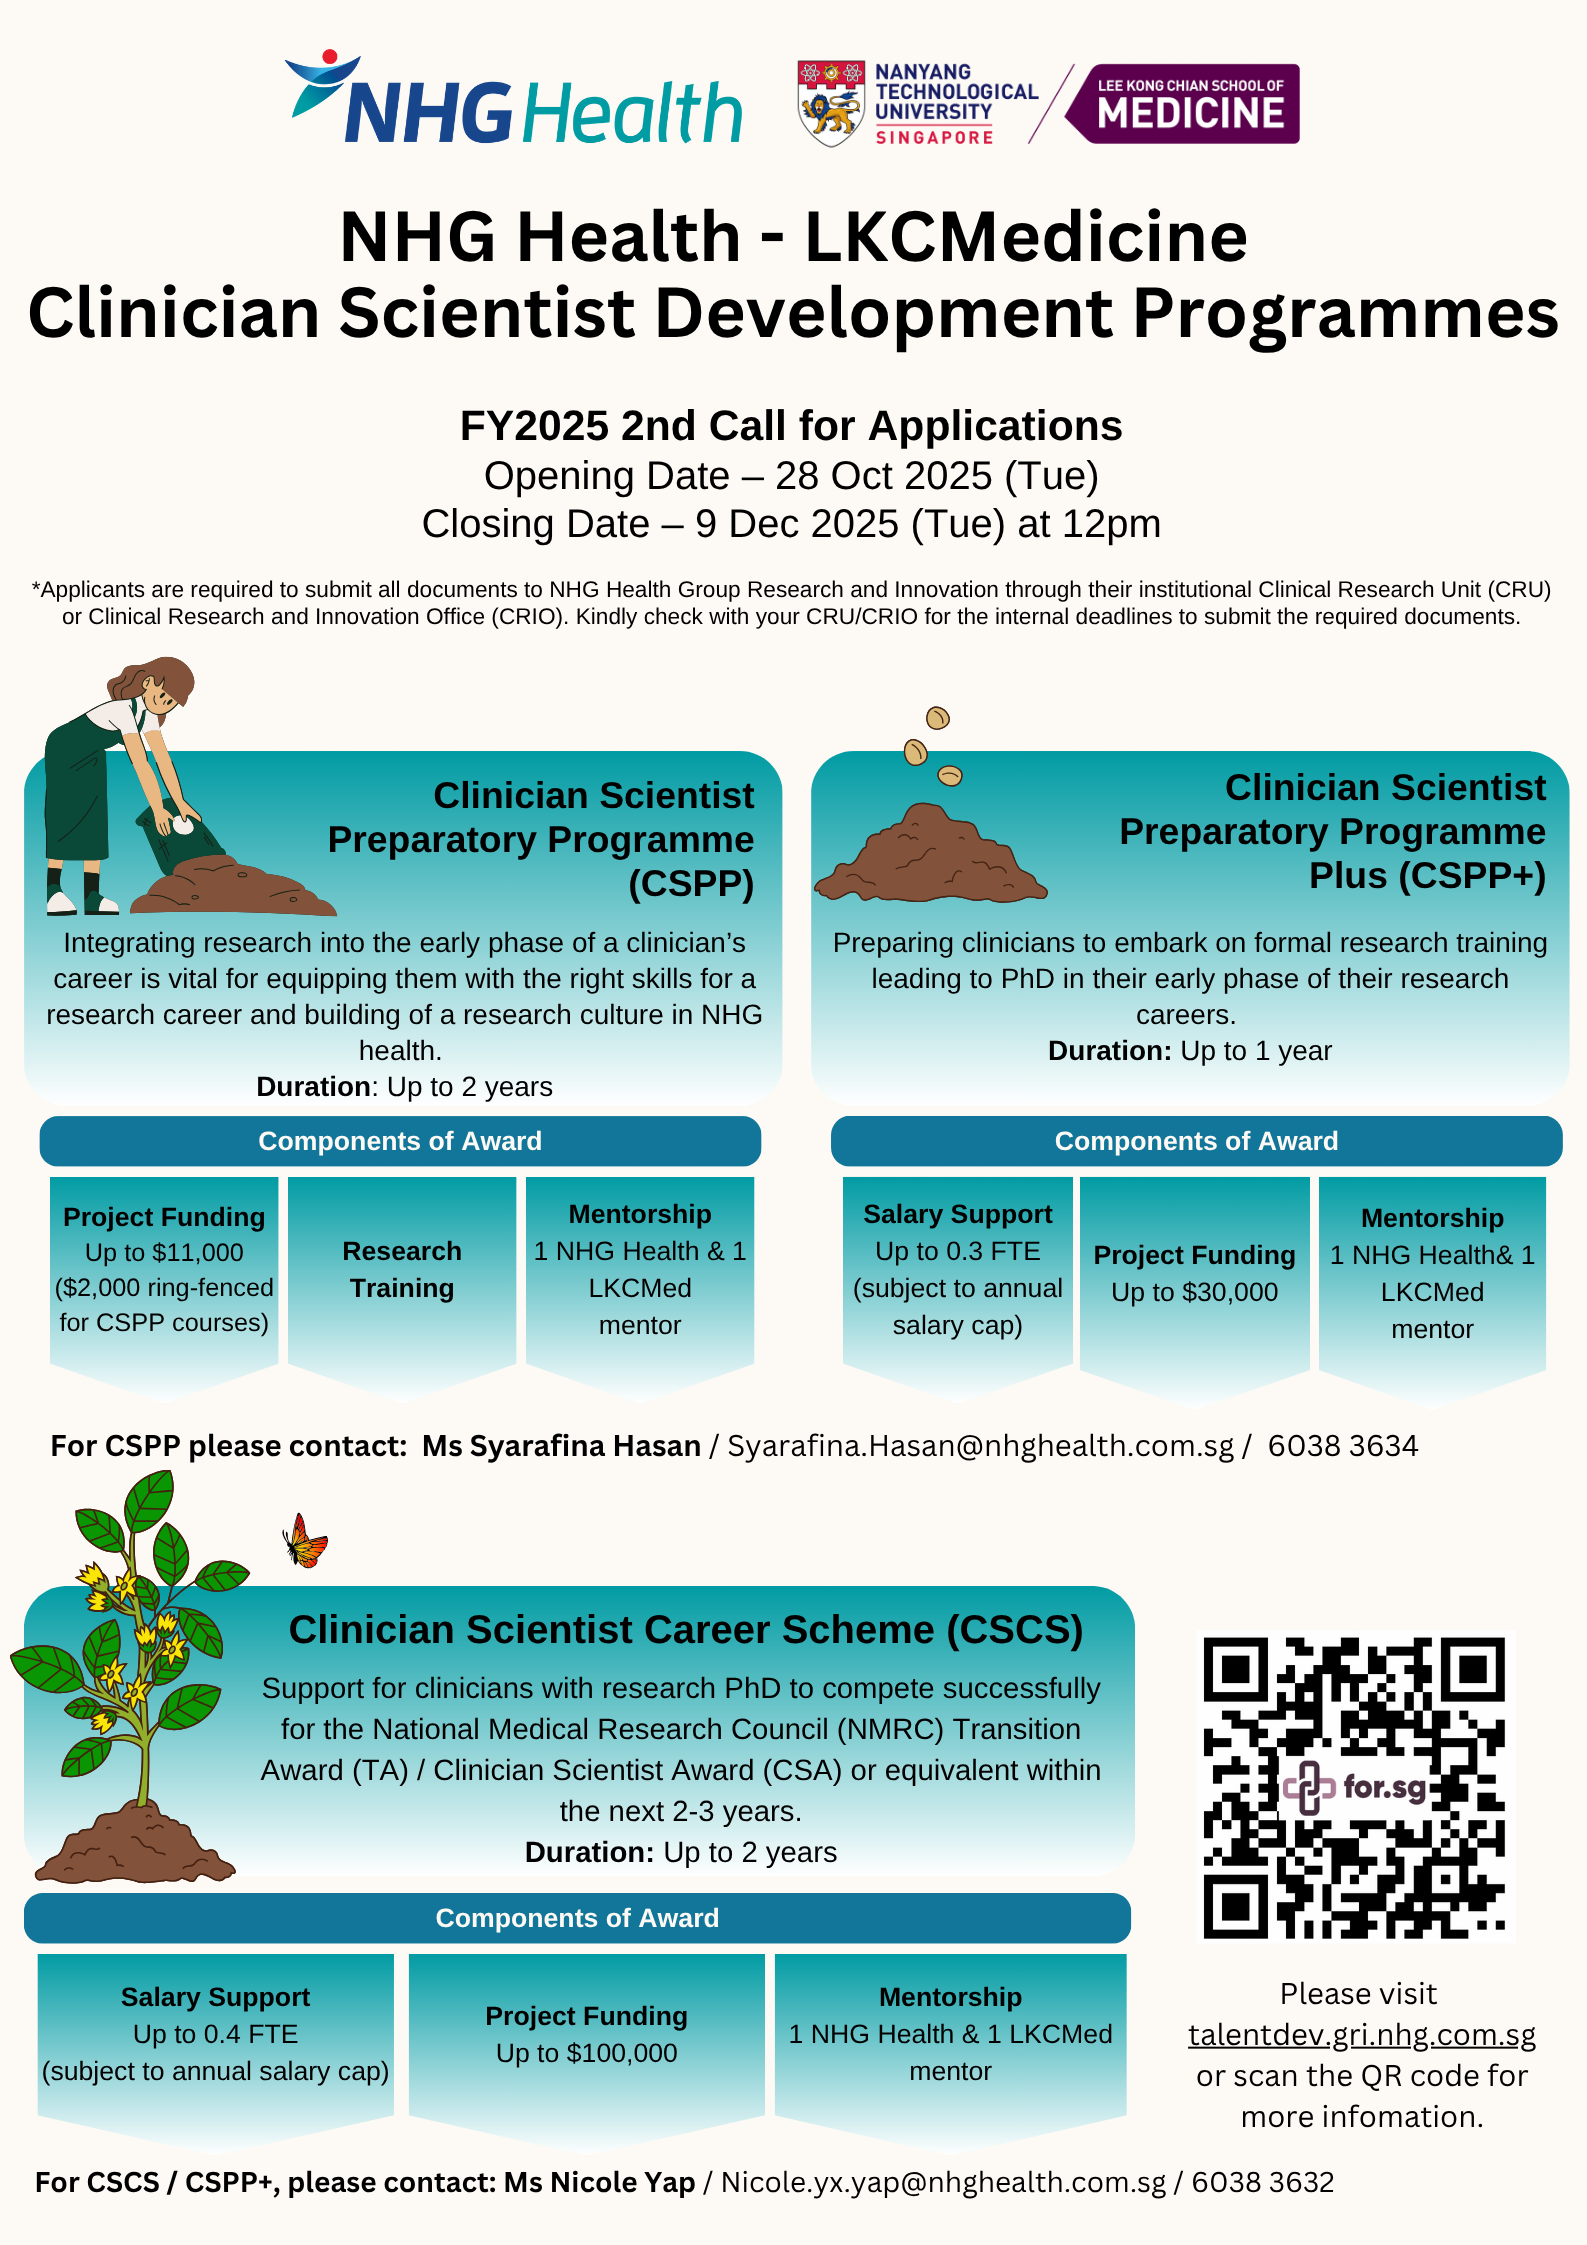 NHG Health
NANYANG
TECHNOLOGICAL
UNIVERSITY
SINGAPORE
LEE KONG CHIAN SCHOOL OF
MEDICINE
NHG Health - LKCMedicine
Clinician Scientist Development Programmes
FY2025 2nd Call for Applications
Opening Date – 28 Oct 2025 (Tue)
Closing Date – 9 Dec 2025 (Tue) at 12pm
*Applicants are required to submit all documents to NHG Health Group Research and Innovation through their institutional Clinical Research Unit (CRU)
or Clinical Research and Innovation Office (CRIO). Kindly check with your CRU/CRIO for the internal deadlines to submit the required documents.
Clinician Scientist
Preparatory Programme
(CSPP)
Integrating research into the early phase of a clinician’s
career is vital for equipping them with the right skills for a
research career and building of a research culture in NHG
health.
Duration: Up to 2 years
Components of Award
Project Funding
Up to $11,000
($2,000 ring-fenced
for CSPP courses)
Research
Training
Mentorship
1 NHG Health & 1
LKCMed
mentor
Clinician Scientist
Preparatory Programme
Plus (CSPP+)
Preparing clinicians to embark on formal research training
leading to PhD in their early phase of their research
careers.
Duration: Up to 1 year
Components of Award
Salary Support
Up to 0.3 FTE
(subject to annual
salary cap)
Project Funding
Up to $30,000
Mentorship
1 NHG Health& 1
LKCMed
mentor
For CSPP please contact: Ms Syarafina Hasan / Syarafina.Hasan@nhghealth.com.sg / 6038 3634
Clinician Scientist Career Scheme (CSCS)
Support for clinicians with research PhD to compete successfully
for the National Medical Research Council (NMRC) Transition
Award (TA) / Clinician Scientist Award (CSA) or equivalent within
the next 2-3 years.
Duration: Up to 2 years
Components of Award
Salary Support
Up to 0.4 FTE
(subject to annual salary cap)
Project Funding
Up to $100,000
Mentorship
1 NHG Health & 1 LKCMed
mentor
for.sg
Please visit
talentdev.gri.nhg.com.sg
or scan the QR code for
more infomation.
For CSCS / CSPP+, please contact: Ms Nicole Yap / Nicole.yx.yap@nhghealth.com.sg / 6038 3632